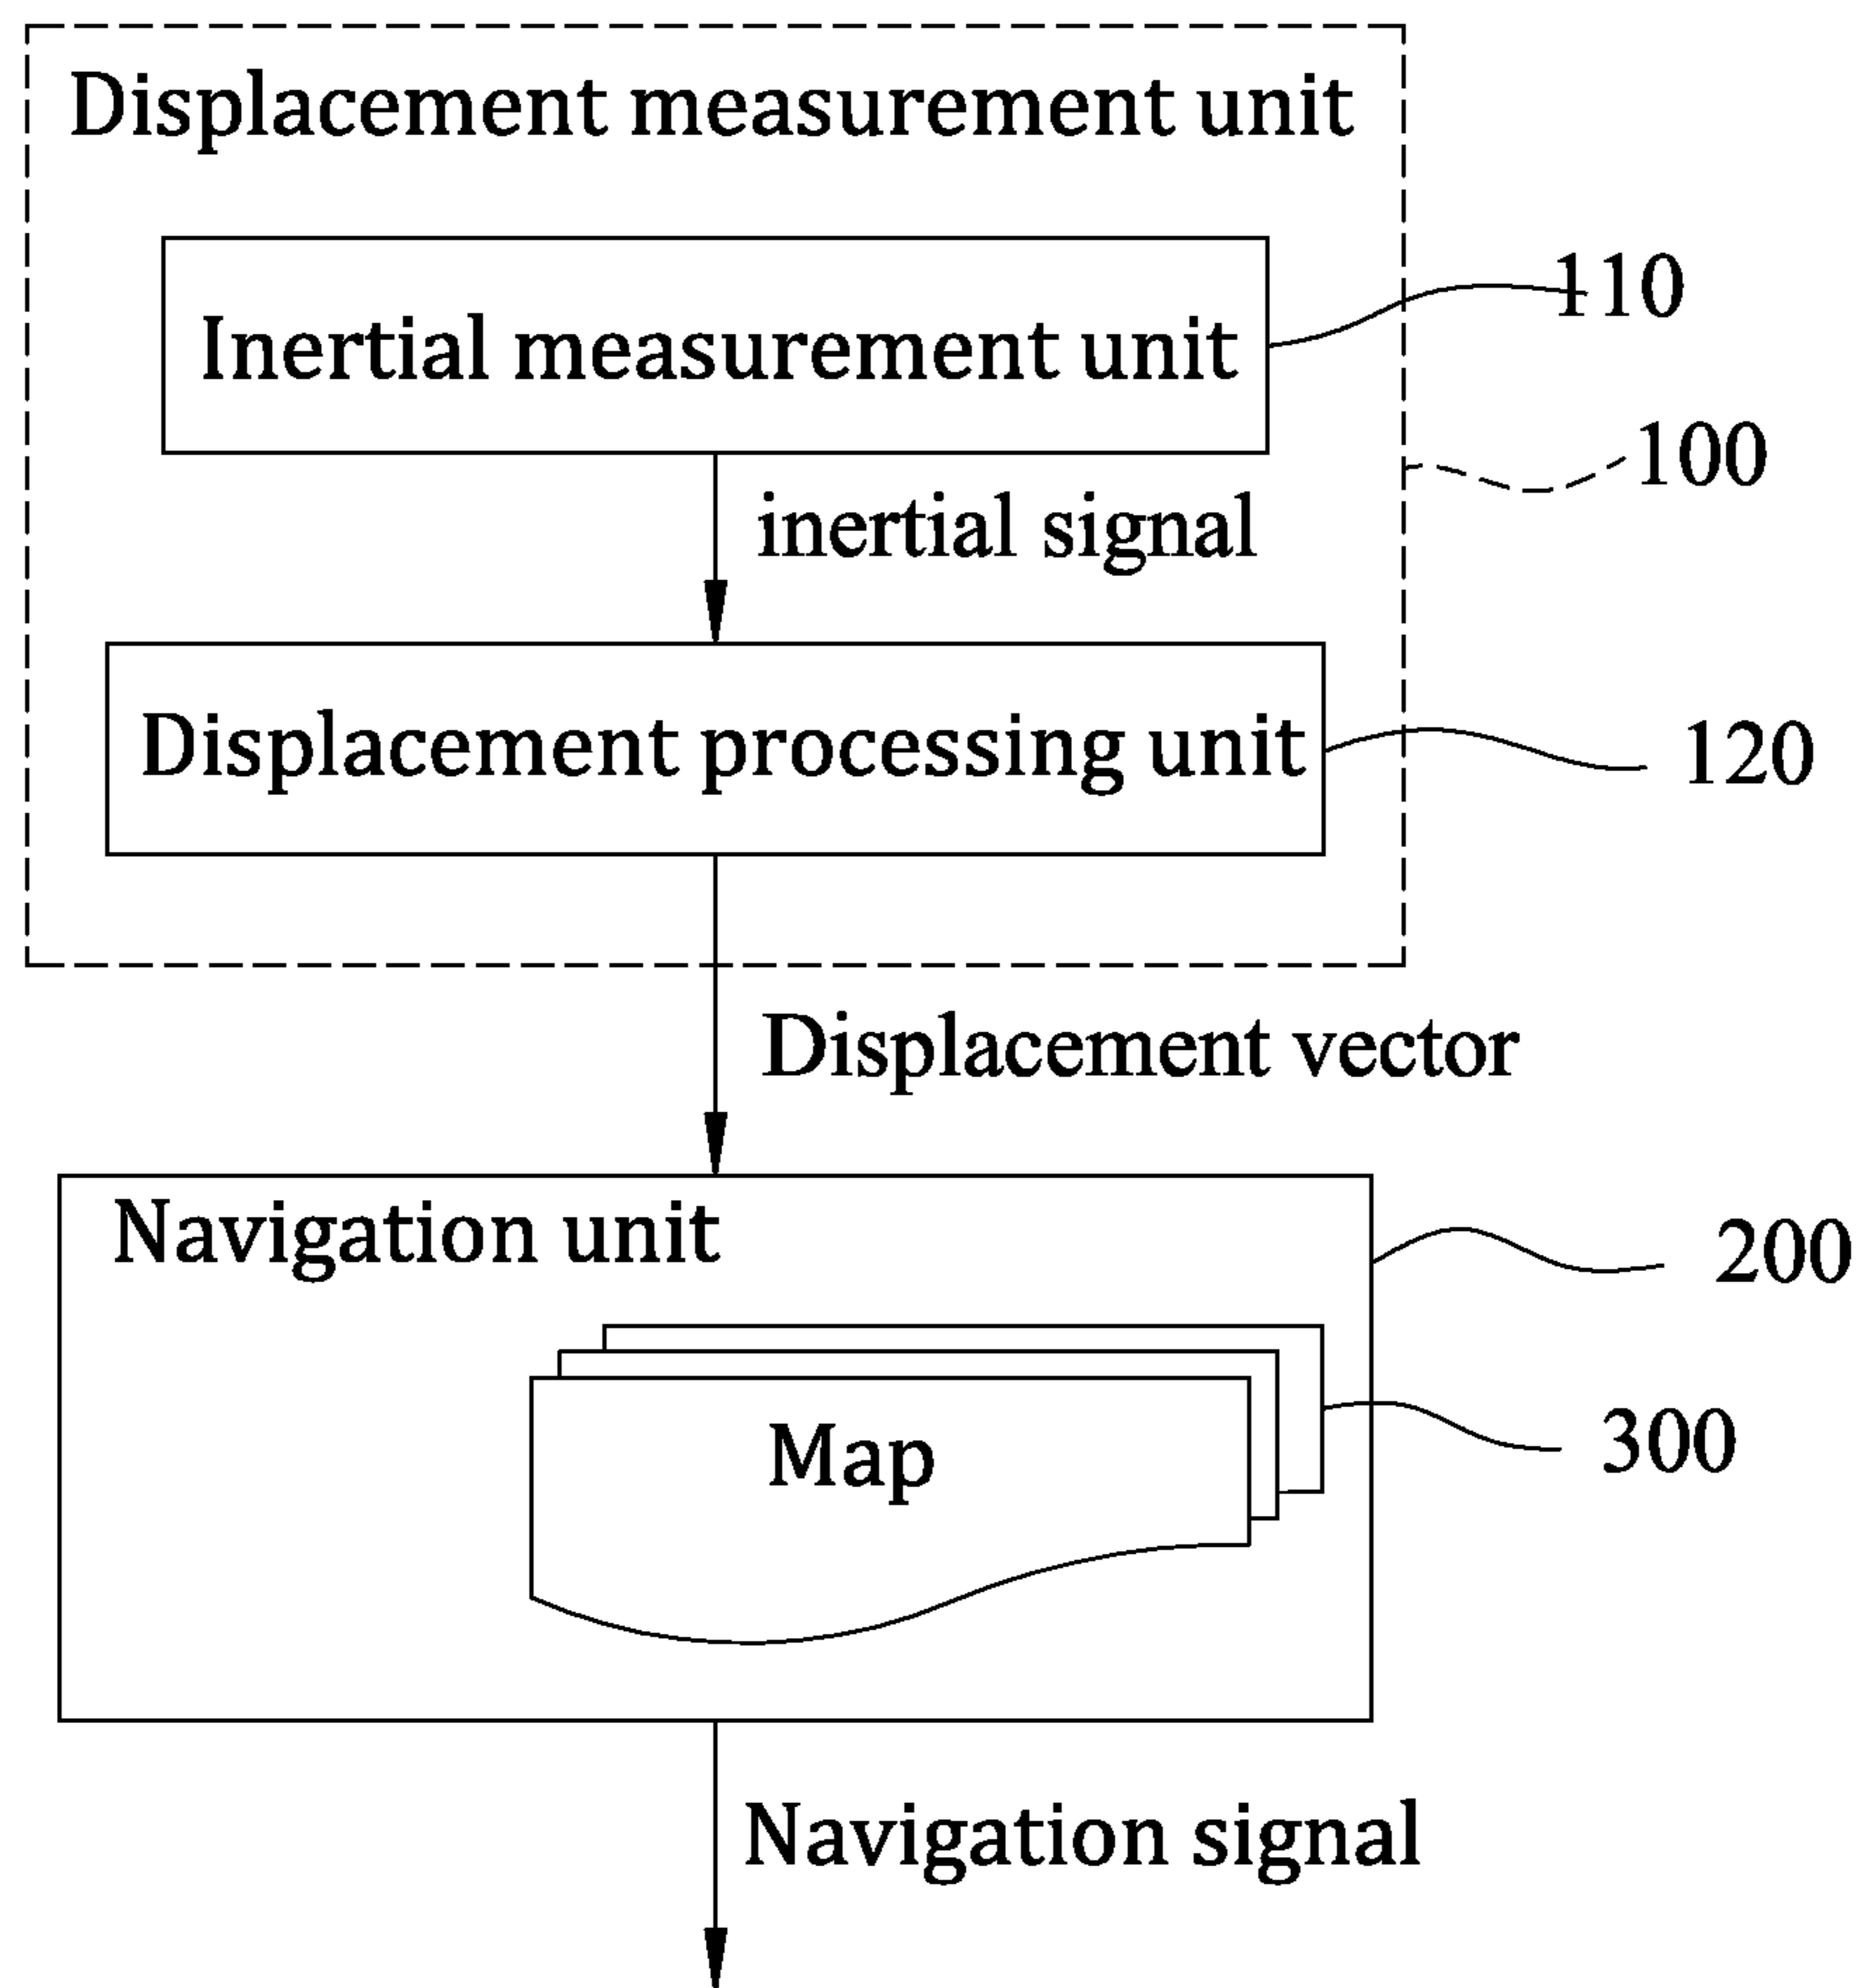 Displacement measurement unit
Inertial measurement unit
110
100
inertial signal
Displacement processing unit
120
Displacement vector
Navigation unit
200
Map
300
Navigation signal